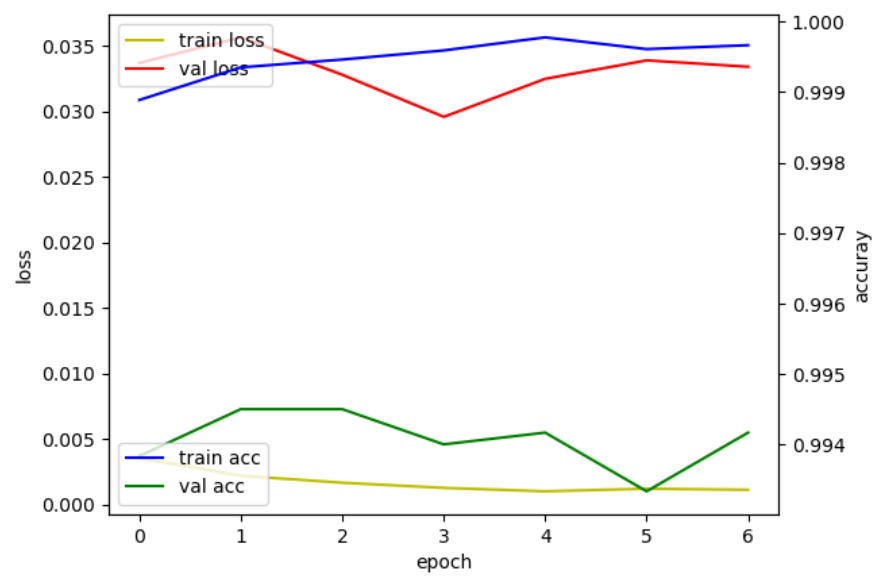 train loss
val loss
train acc
val acc
0.035
0.030
0.025
0.020
0.015
0.010
0.005
0.000
loss
1.000
0.999
0.998
0.997
0.996
0.995
0.994
accuray
0 1 2 3 4 5 6
epoch